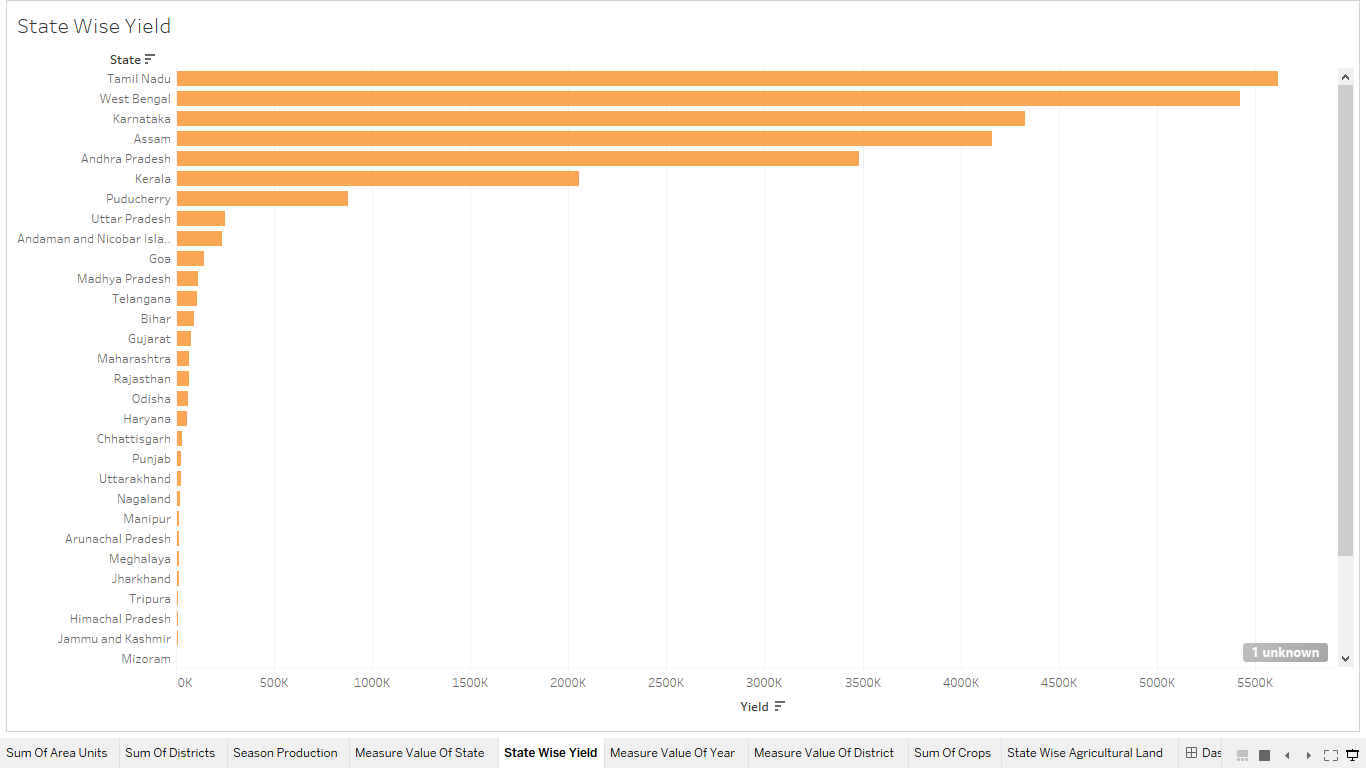 State Wise Yield
State
Tamil Nadu
West Bengal
Karnataka
Assam
Andhra Pradesh
Kerala
Puducherry
Uttar Pradesh
Andaman and Nicobar Isla..
Goa
Madhya Pradesh
Telangana
Bihar
Gujarat
Maharashtra
Rajasthan
Odisha
Haryana
Chhattisgarh
Punjab
Uttarakhand
Nagaland
Manipur
Arunachal Pradesh
Meghalaya
Jharkhand
Tripura
Himachal Pradesh
Jammu and Kashmir
Mizoram
1 unknown
0K 500K 1000K 1500K 2000K 2500K 3000K 3500K 4000K 4500K 5000K 5500K
Yield
Sum Of Area Units Sum Of Districts Season Production Measure Value Of State State Wise Yield Measure Value Of Year Measure Value Of District Sum Of Crops State Wise Agricultural Land Das